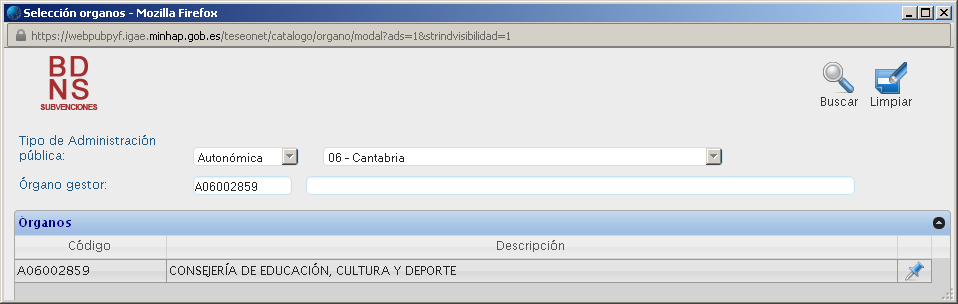 Selección organos - Mozilla Firefox
https://webpubpyf.igae.minhap.gob.es/teseonet/catalogo/organo/modal?ads=1&strindvisibilidad=1
BD
NS
SUBVENCIONES
Buscar Limpiar
Tipo de Administración
pública:
Autonómica 06 - Cantabria
Órgano gestor: A06002859
Órganos
Código Descripción
A06002859 CONSEJERÍA DE EDUCACIÓN, CULTURA Y DEPORTE